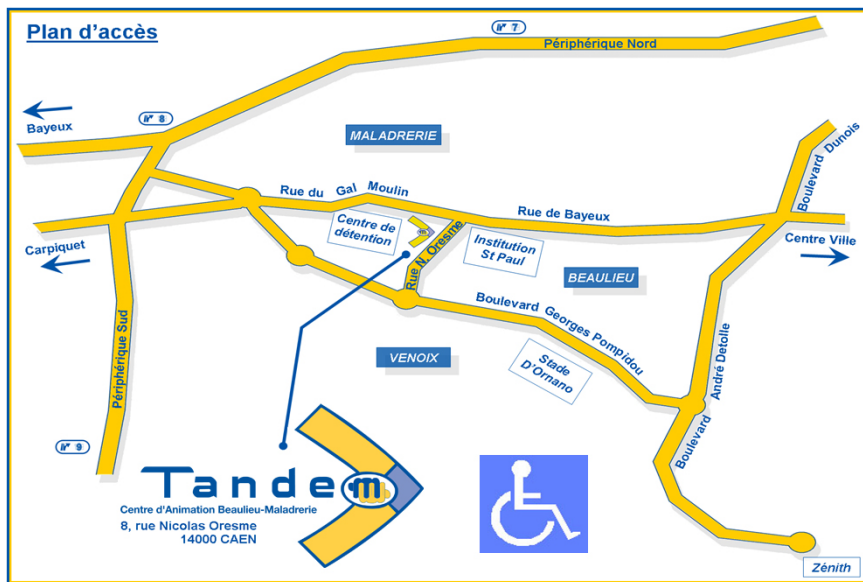 Plan d'accès
N° 7
Périphérique Nord
N° 8
Bayeux
MALADRERIE
Boulevard Dunois
Rue du Gal Moulin
Rue de Bayeux
Centre de
détention
Institution
St Paul
Carpiquet
Centre Ville
Rue N. Oresme
BEAULIEU
Boulevard Georges Pompidou
Périphérique Sud
VENOIX
Stade
D'Ornano
Boulevard André Detolle
N° 9
Tandem
Centre d'Animation Beaulieu-Maladrerie
8, rue Nicolas Oresme
14000 CAEN
Zénith